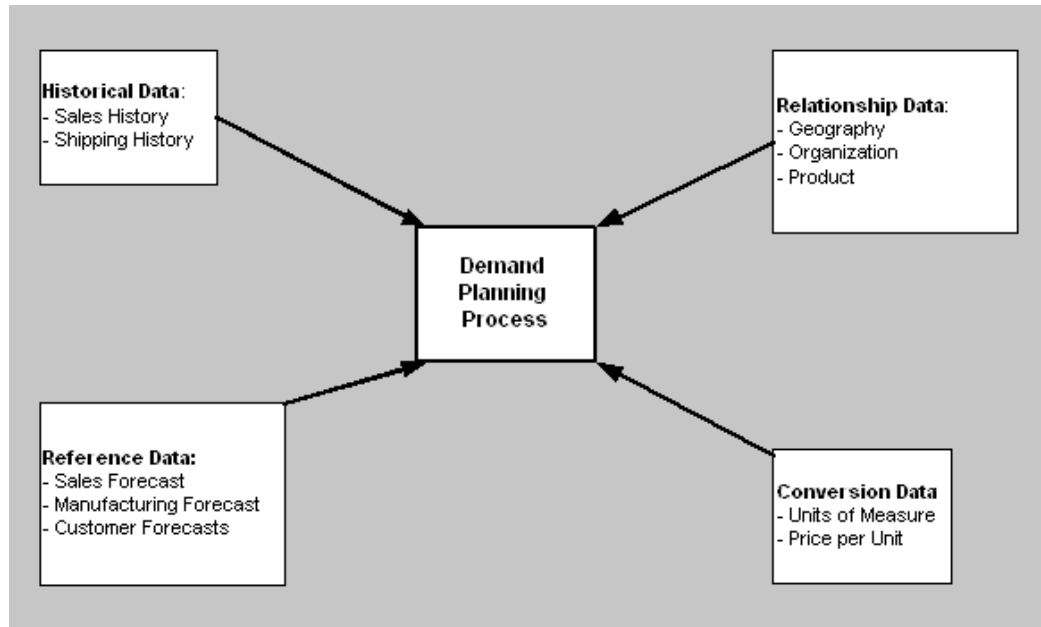 Historical Data:
- Sales History
- Shipping History
Relationship Data:
- Geography
- Organization
- Product
Demand
Planning
Process
Reference Data:
- Sales Forecast
- Manufacturing Forecast
- Customer Forecasts
Conversion Data
- Units of Measure
- Price per Unit